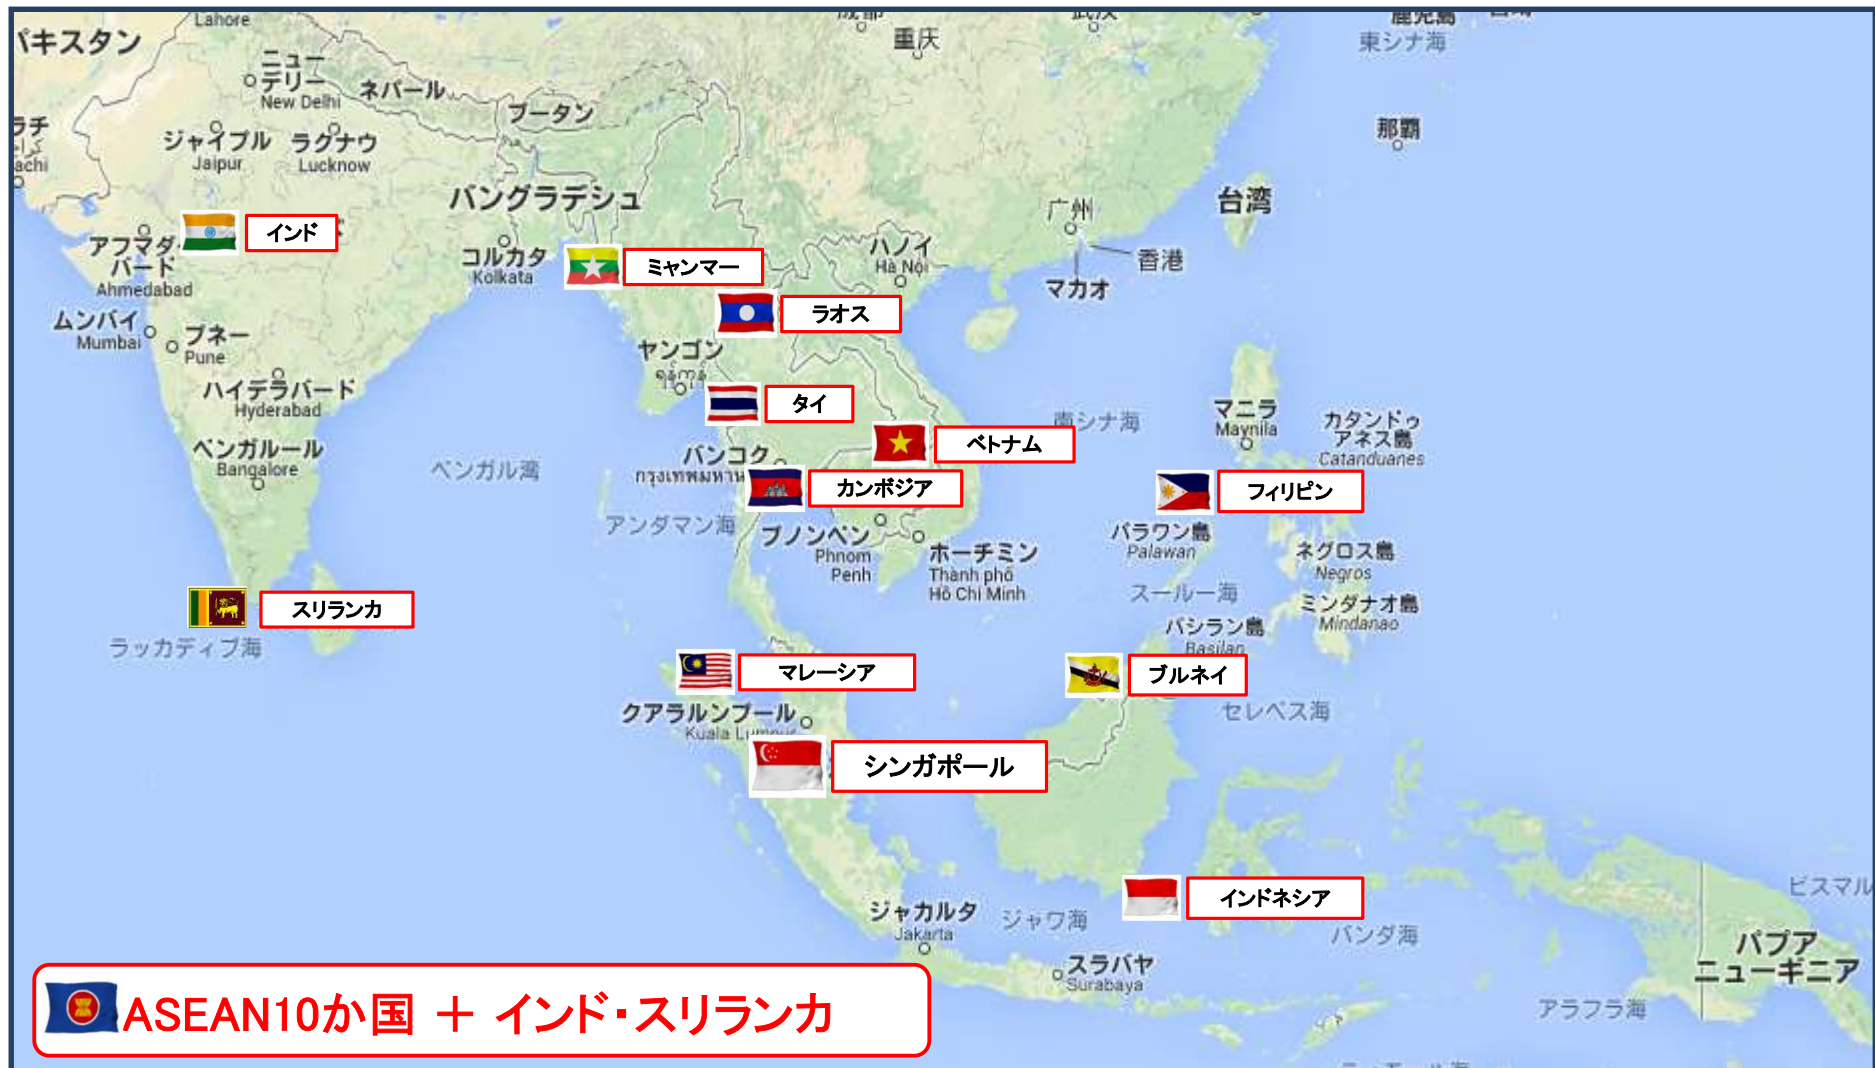 Lahore
重庆
東シナ海
ニュー
デリー
New Delhi
ネパール
ブータン
那覇
ジャイプル
Jaipur
ラクナウ
Lucknow
バングラデシュ
台湾
广州
インド
アフマダ
バード
Ahmedabad
コルカタ
Kolkata
ミャンマー
ハノイ
Hà Nội
香港
マカオ
ムンバイ
Mumbai
プネー
Pune
ラオス
ヤンゴン
ရန်ကုန်
ハイデラバード
Hyderabad
タイ
南シナ海
マニラ
Maynila
カタンドゥ
アネス島
Catanduanes
ベンガルール
Bangalore
ベンガル湾
バンコク
กรุงเทพมหาน
ベトナム
カンボジア
フィリピン
アンダマン海
プノンペン
Phnom
Penh
ホーチミン
Thành phố
Hồ Chí Minh
パラワン島
Palawan
ネグロス島
Negros
スールー海
ミンダナオ島
Mindanao
スリランカ
ラッカディブ海
バシラン島
Basilan
マレーシア
ブルネイ
クアラルンプール
Kuala Lumpur
セレベス海
シンガポール
インドネシア
ビスマル
ジャカルタ
Jakarta
ジャワ海
バンダ海
パプア
ニューギニア
スラバヤ
Surabaya
アラフラ海
ASEAN10か国 ＋ インド・スリランカ